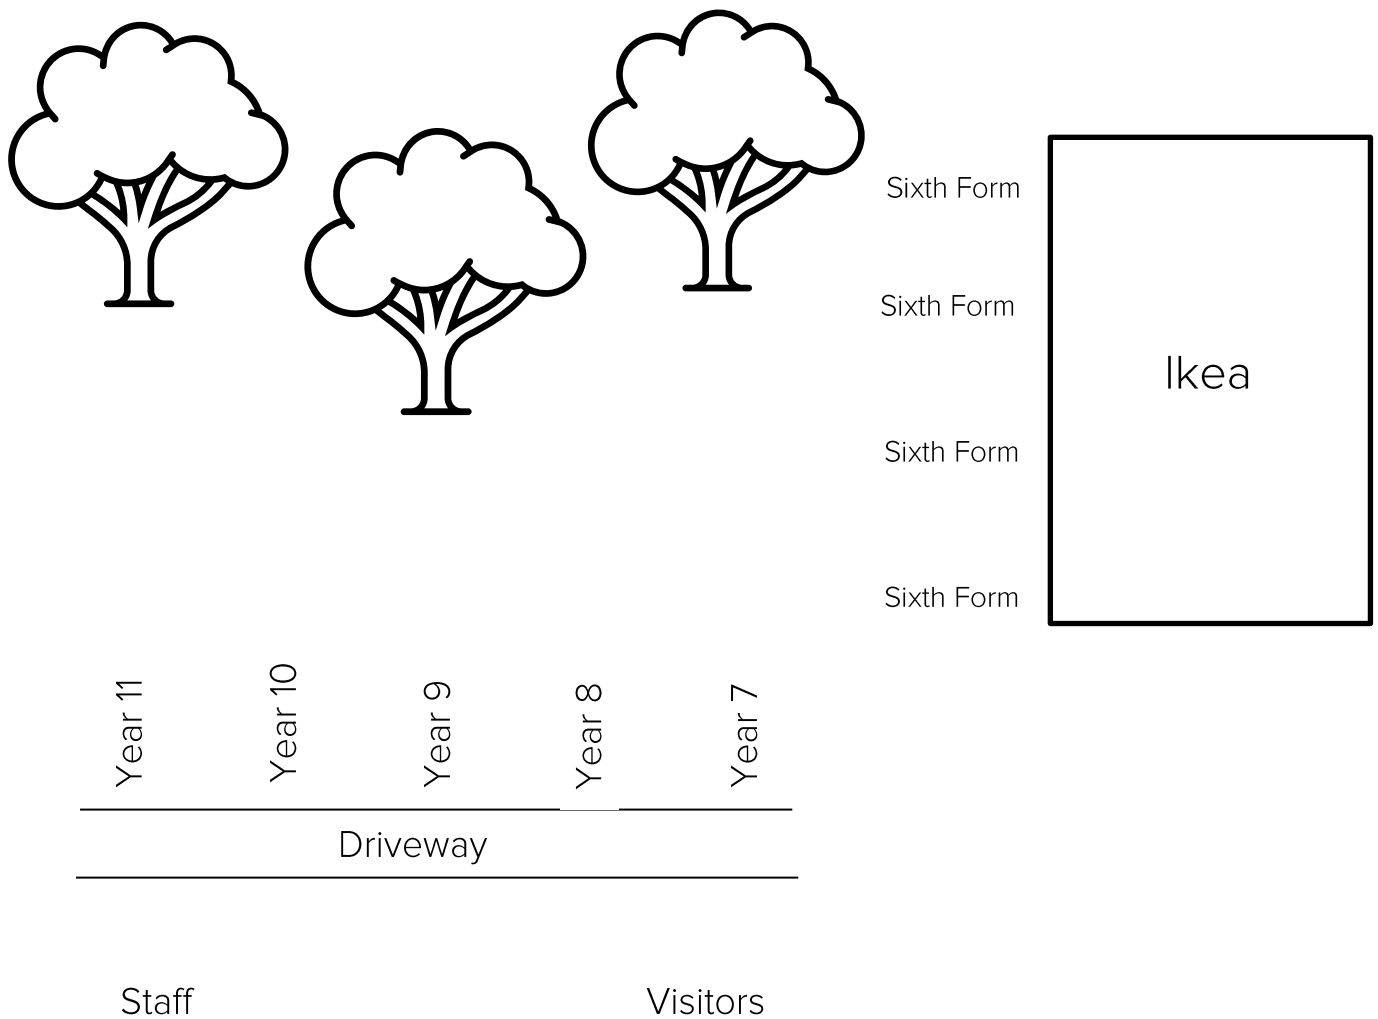 Sixth Form
Sixth Form
Ikea
Sixth Form
Sixth Form
Year 11
Year 10
Year 9
Year 8
Year 7
Driveway
Staff
Visitors